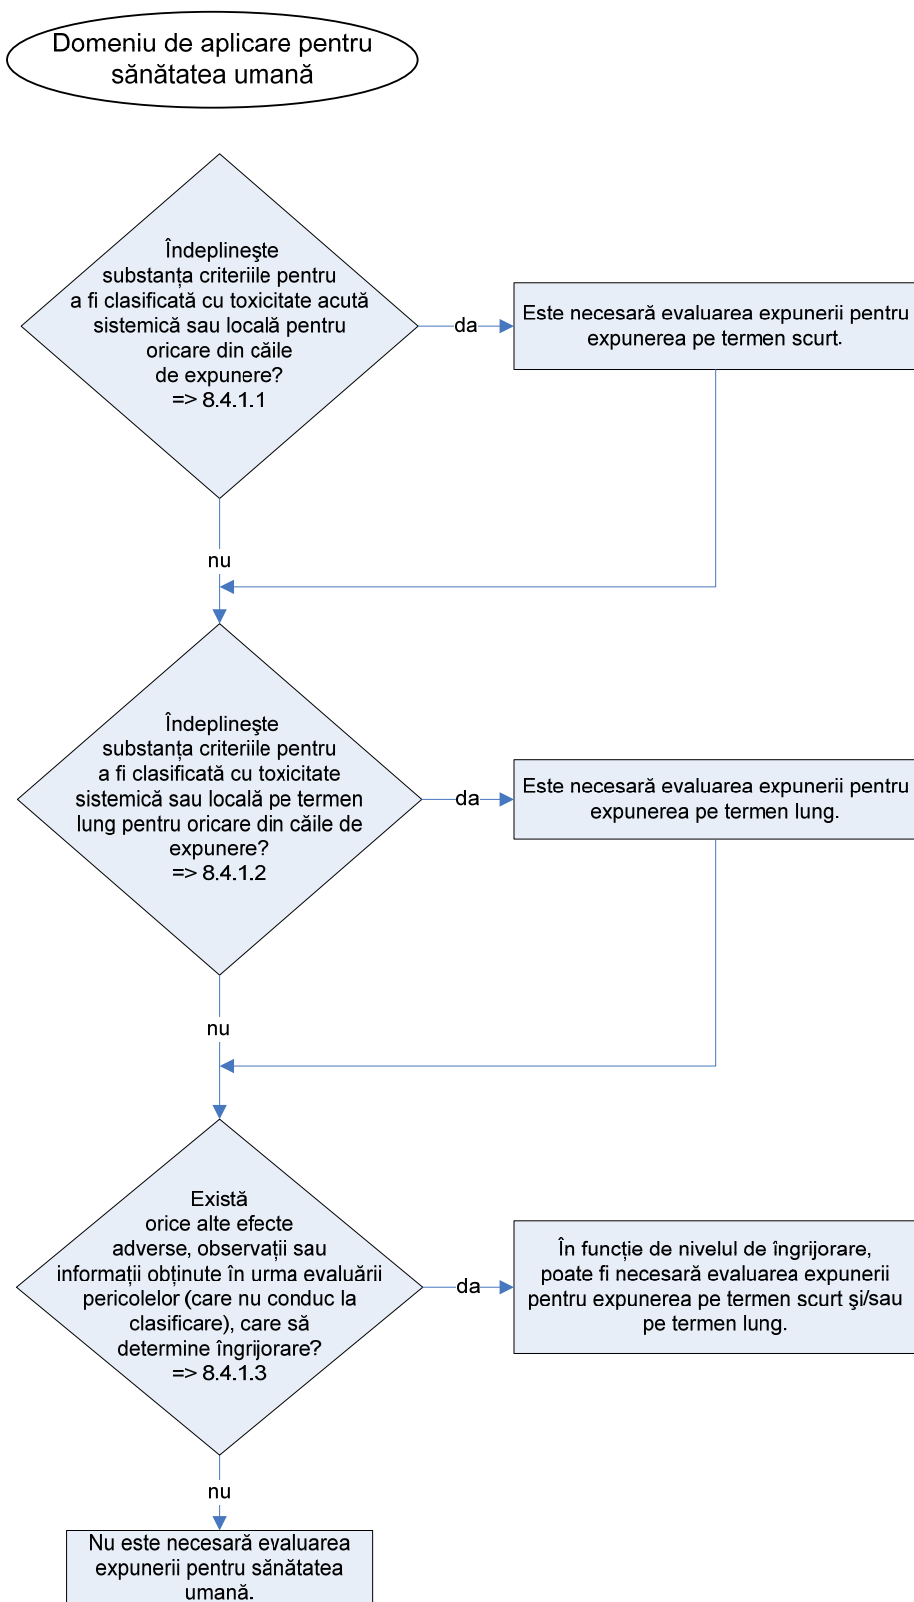 Domeniu de aplicare pentru
sănătatea umană
Îndeplineşte
substanța criteriile pentru
a fi clasificată cu toxicitate acută
sistemică sau locală pentru
oricare din căile
de expunere?
=> 8.4.1.1
da
Este necesară evaluarea expunerii pentru
expunerea pe termen scurt.
nu
Îndeplineşte
substanța criteriile pentru
a fi clasificată cu toxicitate
sistemică sau locală pe termen
lung pentru oricare din căile de
expunere?
=> 8.4.1.2
da
Este necesară evaluarea expunerii pentru
expunerea pe termen lung.
nu
Există
orice alte efecte
adverse, observații sau
informații obținute în urma evaluării
pericolelor (care nu conduc la
clasificare), care să
determine îngrijorare?
=> 8.4.1.3
da
În funcție de nivelul de îngrijorare,
poate fi necesară evaluarea expunerii
pentru expunerea pe termen scurt şi/sau
pe termen lung.
nu
Nu este necesară evaluarea
expunerii pentru sănătatea
umană.